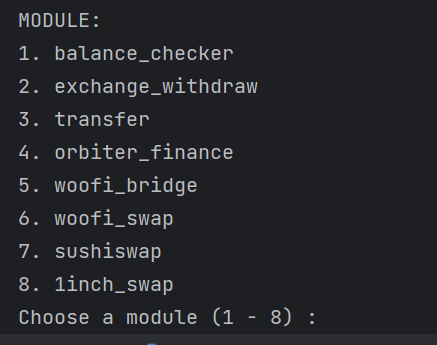 MODULE:
1. balance_checker
2. exchange_withdraw
3. transfer
4. orbiter_finance
5. woofi_bridge
6. woofi_swap
7. sushiswap
8. 1inch_swap
Choose a module (1 - 8) :